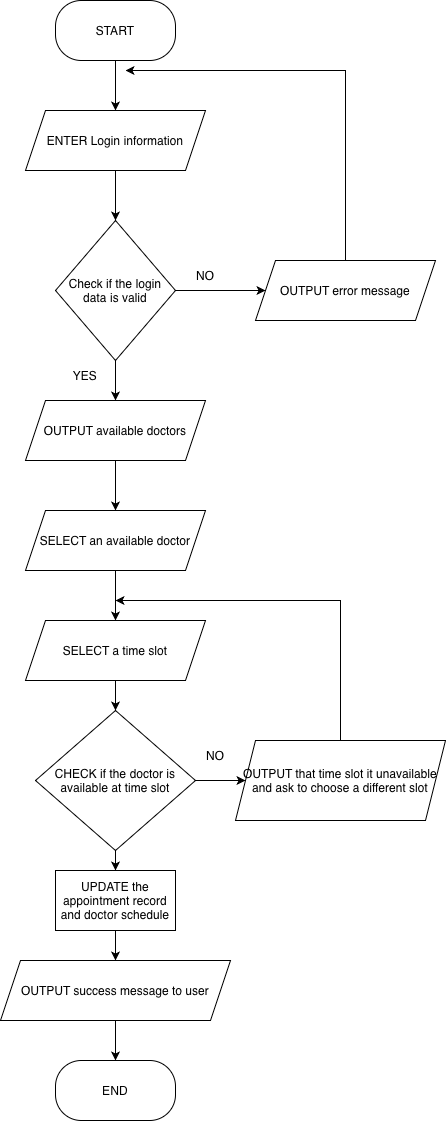 START
ENTER Login information
Check if the login
data is valid
NO
OUTPUT error message
YES
OUTPUT available doctors
SELECT an available doctor
SELECT a time slot
NO
CHECK if the doctor is
available at time slot
OUTPUT that time slot it unavailable
and ask to choose a different slot
UPDATE the
appointment record
and doctor schedule
OUTPUT success message to user
END